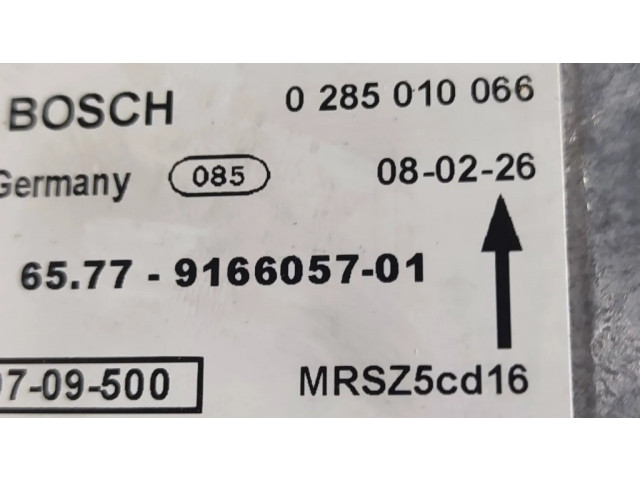 BOSCH 0 285 010 066
Germany 085 08-02-26
65.77 - 9166057-01
07-09-500 MRSZ5cd16